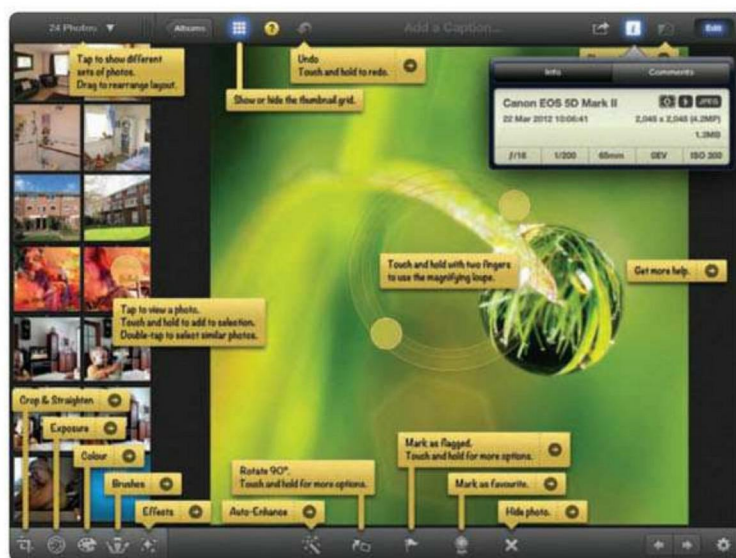 24 Photos ▼
Albums
?
Add a Caption...
i
Edit
Tap to show different
sets of photos.
Drag to rearrange layout.
Show or hide the thumbnail grid.
Undo
Touch and hold to redo.
Info
Comments
Canon EOS 5D Mark II
JPEG
22 Mar 2012 10:06:41
2,048 x 2,048 (4.2MP)
1.3MB
ƒ/16
1/200
65mm
0EV
ISO 200
Touch and hold with two fingers
to use the magnifying loupe.
Get more help.
Tap to view a photo.
Touch and hold to add to selection.
Double-tap to select similar photos.
Crop & Straighten
Exposure
Colour
Brushes
Effects
Rotate 90°.
Touch and hold for more options.
Auto-Enhance
Mark as flagged.
Touch and hold for more options.
Mark as favourite.
Hide photo.